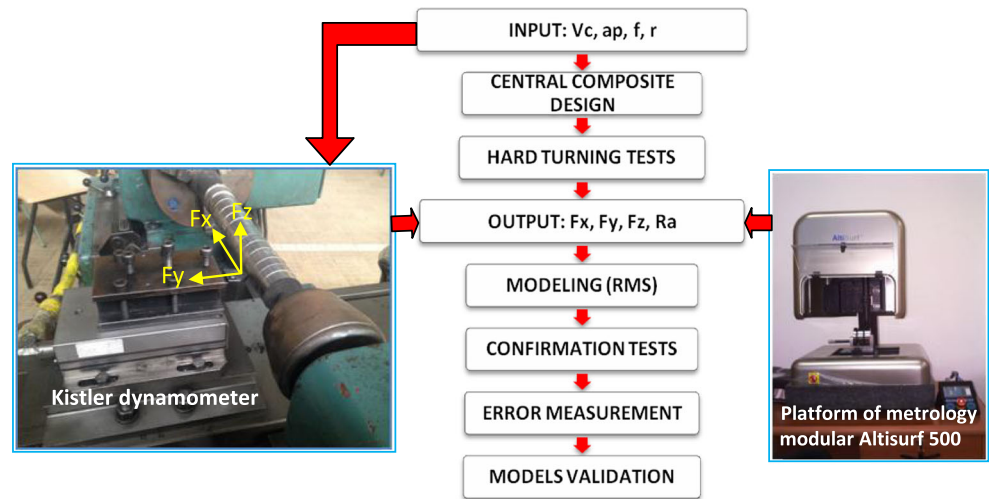 INPUT: Vc, ap, f, r
CENTRAL COMPOSITE
DESIGN
HARD TURNING TESTS
OUTPUT: Fx, Fy, Fz, Ra
MODELING (RMS)
CONFIRMATION TESTS
ERROR MEASUREMENT
MODELS VALIDATION
Fx
Fz
Fy
Kistler dynamometer
AltiSurf
Platform of metrology
modular Altisurf 500